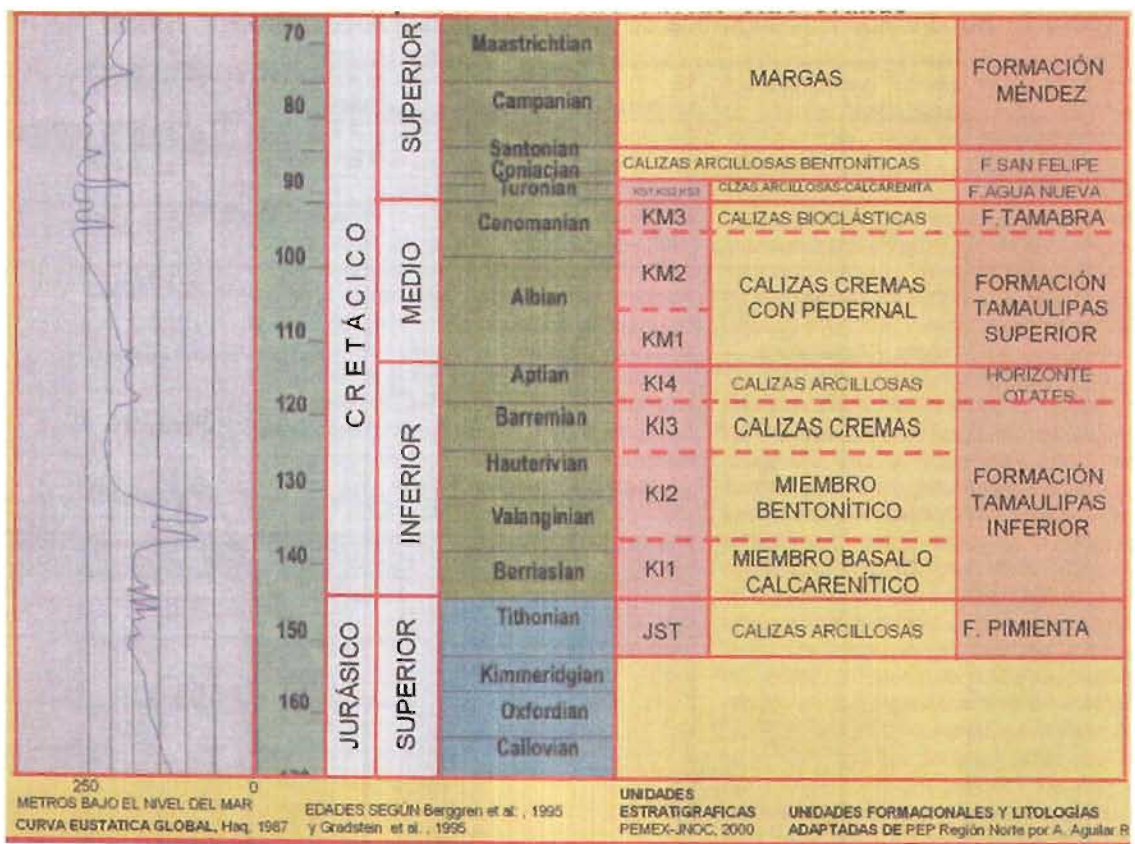 70
80
90
100
110
120
130
140
150
160
CRETÁCICO
JURÁSICO
SUPERIOR
MEDIO
INFERIOR
SUPERIOR
Maastrichtian
Campanian
Santonian
Coniacian
Turonian
Cenomanian
Albian
Aptian
Barremian
Hauterivian
Valanginian
Berriasian
Tithonian
Kimmeridgian
Oxfordian
Callovian
MARGAS
FORMACIÓN
MÉNDEZ
CALIZAS ARCILLOSAS BENTONÍTICAS
F.SAN FELIPE
KS1,KS2,KS3
CLZAS.ARCILLOSAS-CALCARENITA
F.AGUA NUEVA
KM3
CALIZAS BIOCLÁSTICAS
F.TAMABRA
KM2
KM1
CALIZAS CREMAS
CON PEDERNAL
FORMACIÓN
TAMAULIPAS
SUPERIOR
KI4
CALIZAS ARCILLOSAS
HORIZONTE
OTATES
KI3
CALIZAS CREMAS
KI2
MIEMBRO
BENTONÍTICO
FORMACIÓN
TAMAULIPAS
INFERIOR
KI1
MIEMBRO BASAL O
CALCARENÍTICO
JST
CALIZAS ARCILLOSAS
F. PIMIENTA
250
0
METROS BAJO EL NIVEL DEL MAR
CURVA EUSTATICA GLOBAL, Haq, 1987
EDADES SEGÚN Berggren et al: , 1995
y Gradstein et al. , 1995
UNIDADES
ESTRATIGRAFICAS
PEMEX-JNOC, 2000
UNIDADES FORMACIONALES Y LITOLOGÍAS
ADAPTADAS DE PEP Región Norte por A. Aguilar R